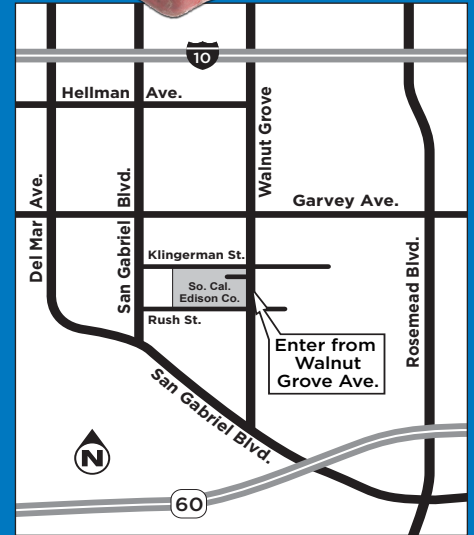 10
Hellman Ave.
Walnut Grove
Del Mar Ave.
San Gabriel Blvd.
Garvey Ave.
Klingerman St.
So. Cal.
Edison Co.
Rush St.
Rosemead Blvd.
Enter from
Walnut
Grove Ave.
San Gabriel Blvd.
N
60